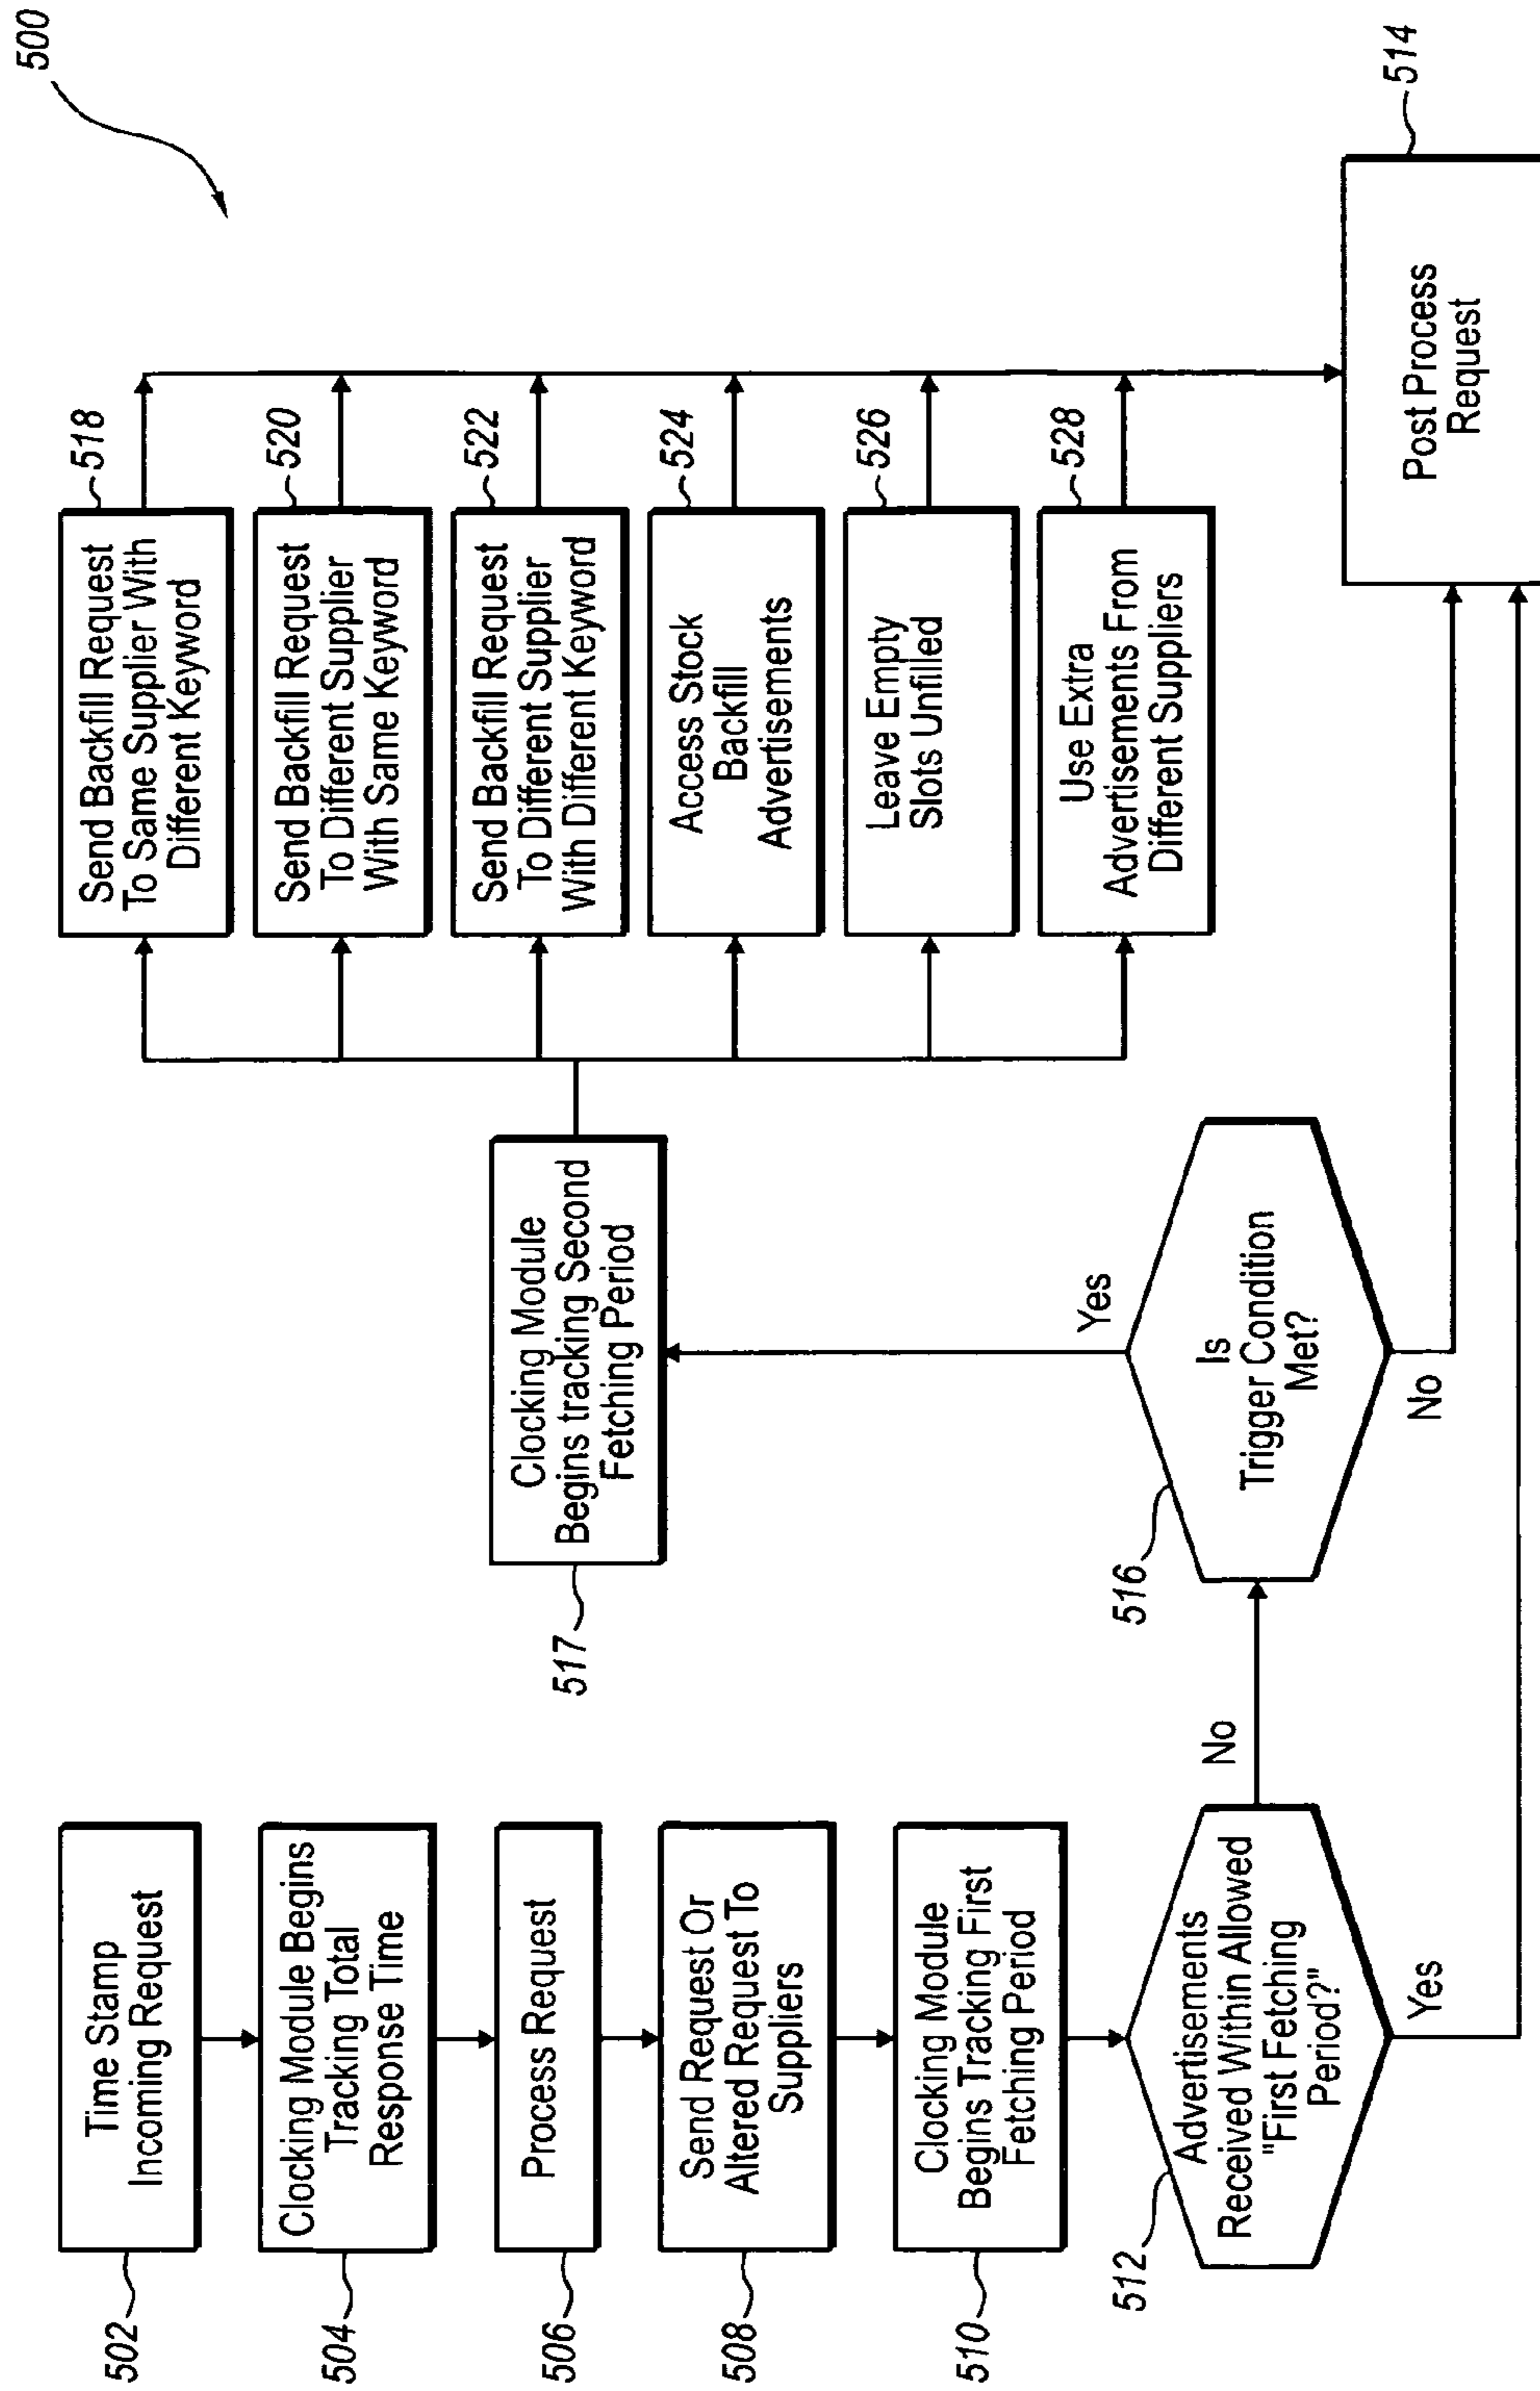 500
502
Time Stamp
Incoming Request
504
Clocking Module Begins
Tracking Total
Response Time
506
Process Request
508
Send Request Or
Altered Request To
Suppliers
510
Clocking Module
Begins Tracking First
Fetching Period
512
Advertisements
Received Within Allowed
"First Fetching
Period?"
No
Yes
516
Is
Trigger Condition
Met?
Yes
No
517
Clocking Module
Begins tracking Second
Fetching Period
518
Send Backfill Request
To Same Supplier With
Different Keyword
520
Send Backfill Request
To Different Supplier
With Same Keyword
522
Send Backfill Request
To Different Supplier
With Different Keyword
524
Access Stock
Backfill
Advertisements
526
Leave Empty
Slots Unfilled
528
Use Extra
Advertisements From
Different Suppliers
514
Post Process
Request